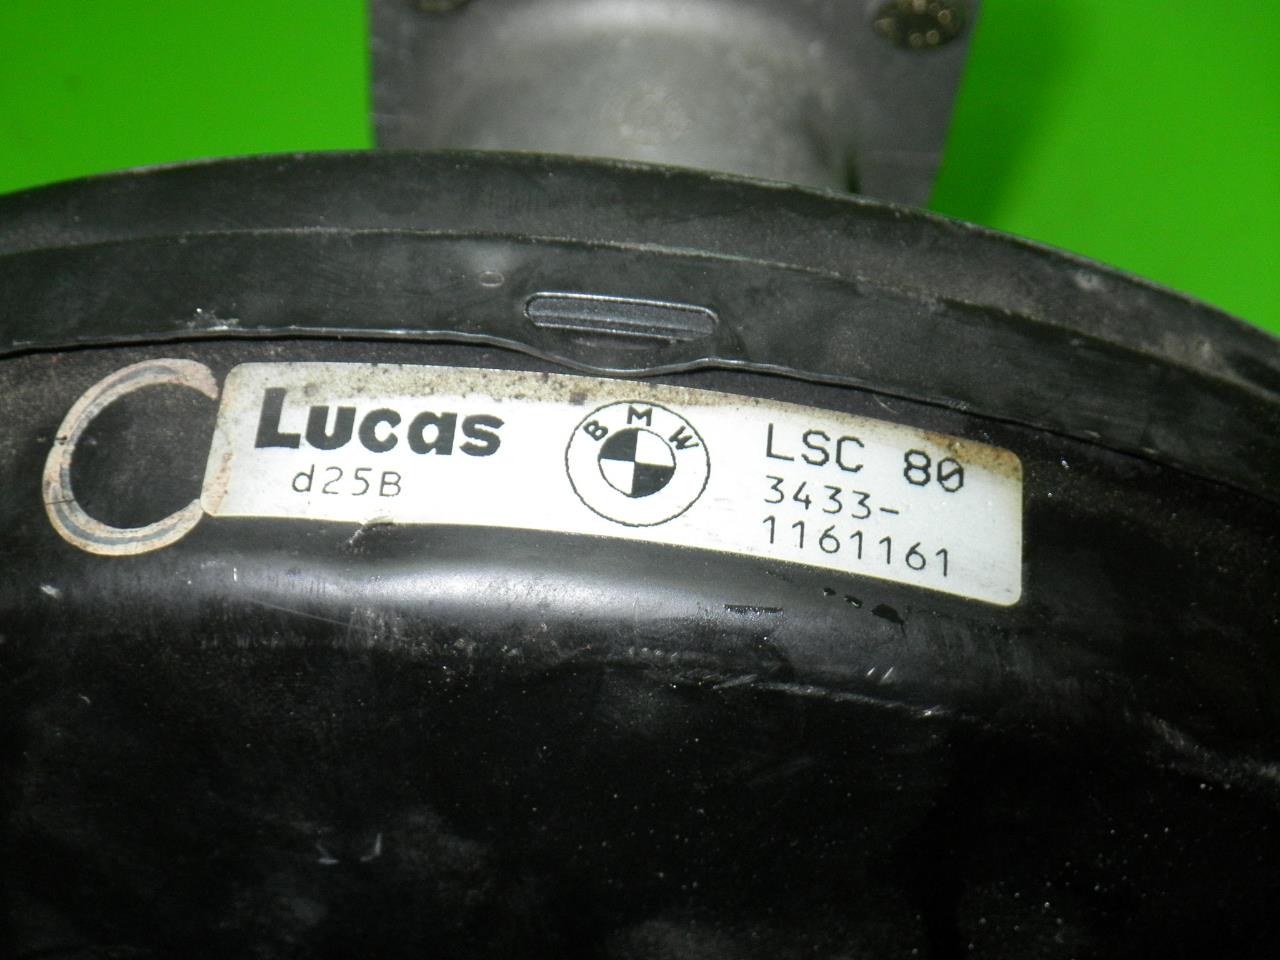 Lucas
d25B
BMW
LSC 80
3433-
1161161